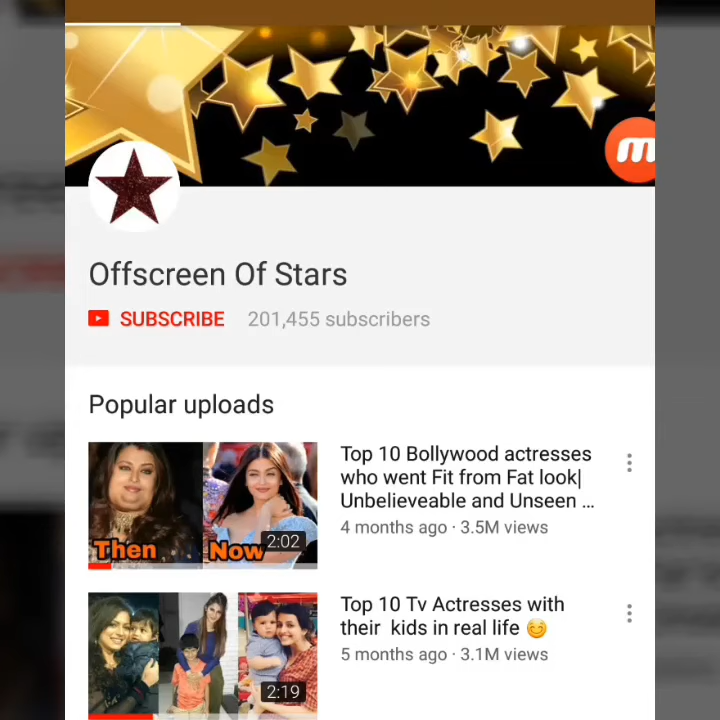 m
Offscreen Of Stars
SUBSCRIBE 201,455 subscribers
Popular uploads
Then
Now
2:02
Top 10 Bollywood actresses
who went Fit from Fat look|
Unbelieveable and Unseen ...
4 months ago · 3.5M views
2:19
Top 10 Tv Actresses with
their kids in real life 😊
5 months ago · 3.1M views